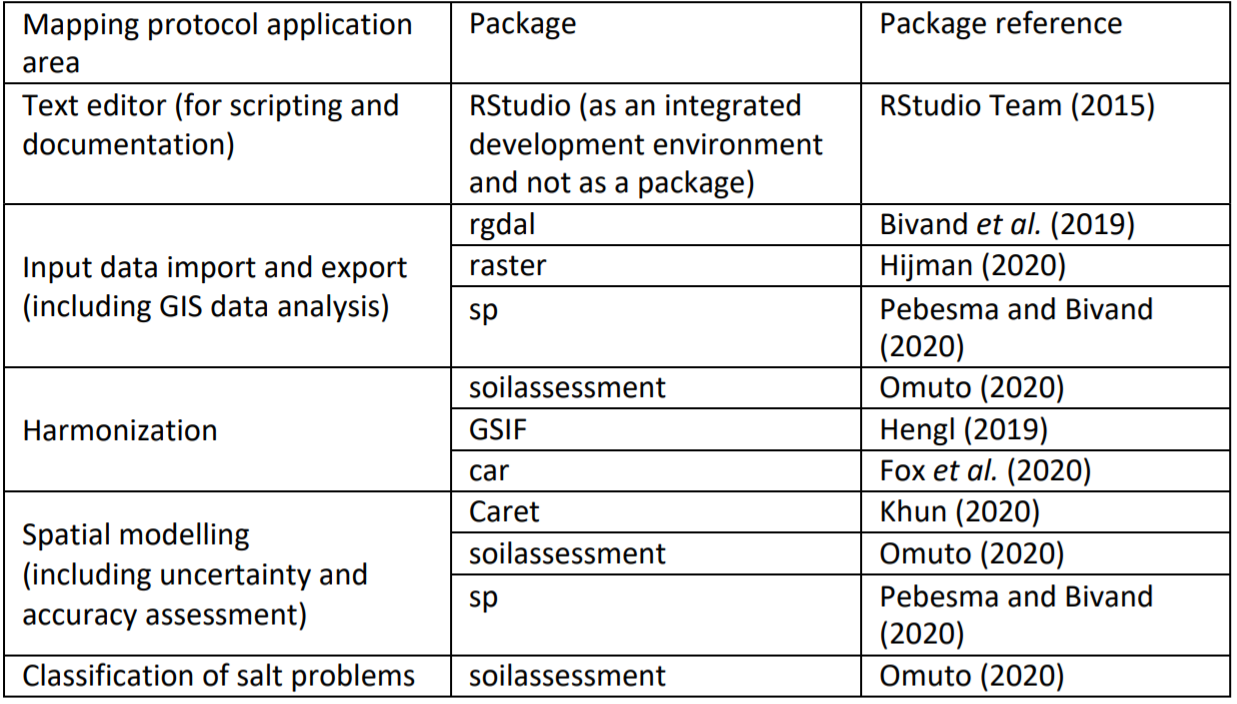 Mapping protocol application
area
Package
Package reference
Text editor (for scripting and
documentation)
RStudio (as an integrated
development environment
and not as a package)
RStudio Team (2015)
Input data import and export
(including GIS data analysis)
rgdal
Bivand et al. (2019)
raster
Hijman (2020)
sp
Pebesma and Bivand
(2020)
Harmonization
soilassessment
Omuto (2020)
GSIF
Hengl (2019)
car
Fox et al. (2020)
Spatial modelling
(including uncertainty and
accuracy assessment)
Caret
Khun (2020)
soilassessment
Omuto (2020)
sp
Pebesma and Bivand
(2020)
Classification of salt problems
soilassessment
Omuto (2020)